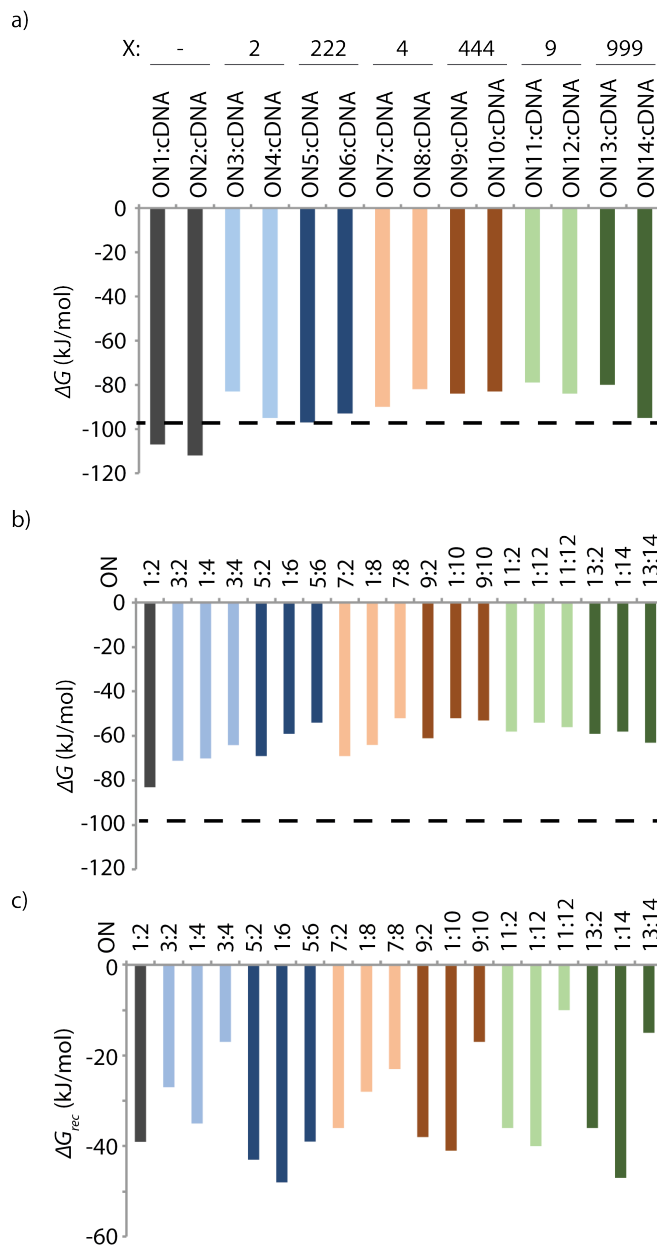 a)
X: - 2 222 4 444 9 999
ON1:cDNA
ON2:cDNA
ON3:cDNA
ON4:cDNA
ON5:cDNA
ON6:cDNA
ON7:cDNA
ON8:cDNA
ON9:cDNA
ON10:cDNA
ON11:cDNA
ON12:cDNA
ON13:cDNA
ON14:cDNA
0
-20
-40
-60
-80
-100
-120
ΔG (kJ/mol)
b)
ON
1:2
3:2
1:4
3:4
5:2
1:6
5:6
7:2
1:8
7:8
9:2
1:10
9:10
11:2
1:12
11:12
13:2
1:14
13:14
0
-20
-40
-60
-80
-100
-120
ΔG (kJ/mol)
c)
ON
1:2
3:2
1:4
3:4
5:2
1:6
5:6
7:2
1:8
7:8
9:2
1:10
9:10
11:2
1:12
11:12
13:2
1:14
13:14
0
-20
-40
-60
ΔGrec (kJ/mol)